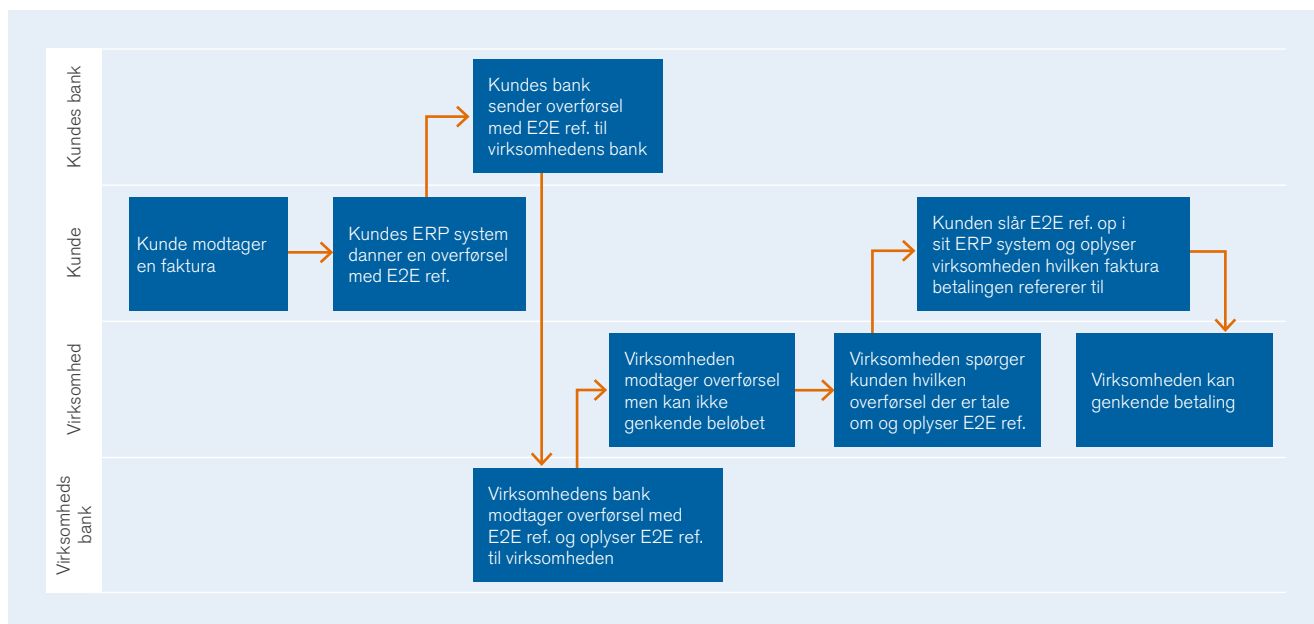 Kundes bank
Kundes bank
sender overførsel
med E2E ref. til
virksomhedens bank
Kunde
Kunde modtager
en faktura
Kundes ERP system
danner en overførsel
med E2E ref.
Kunden slår E2E ref. op i
sit ERP system og oplyser
virksomheden hvilken faktura
betalingen refererer til
Virksomhed
Virksomheden
modtager overførsel
men kan ikke
genkende beløbet
Virksomheden spørger
kunden hvilken
overførsel der er tale
om og oplyser E2E ref.
Virksomheden kan
genkende betaling
Virksomheds
bank
Virksomhedens bank
modtager overførsel med
E2E ref. og oplyser E2E ref.
til virksomheden